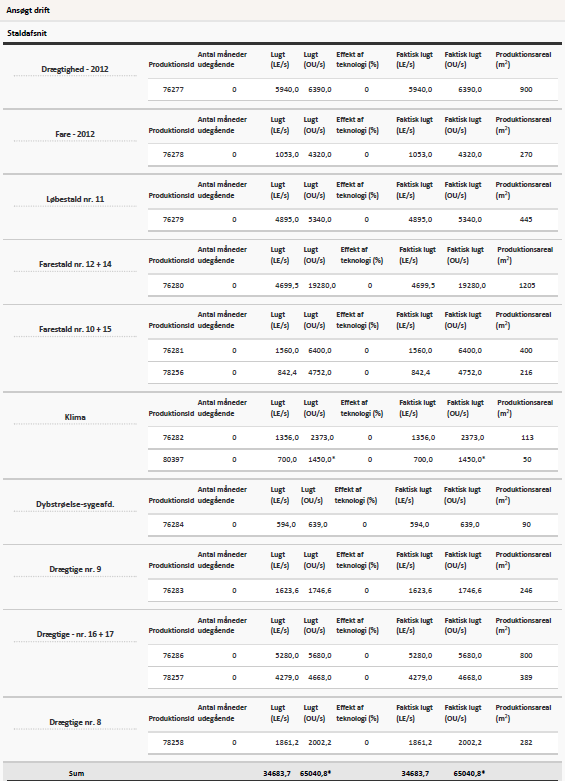 Ansøgt drift
Staldafsnit
Drægtighed - 2012
ProduktionsId Antal måneder udegående Lugt (LE/s) Lugt (OU/s) Effekt af teknologi (%) Faktisk lugt (LE/s) Faktisk lugt (OU/s) Produktionsareal (m²)
76277 0 5940,0 6390,0 0 5940,0 6390,0 900
Fare - 2012
ProduktionsId Antal måneder udegående Lugt (LE/s) Lugt (OU/s) Effekt af teknologi (%) Faktisk lugt (LE/s) Faktisk lugt (OU/s) Produktionsareal (m²)
76278 0 1053,0 4320,0 0 1053,0 4320,0 270
Løbestald nr. 11
ProduktionsId Antal måneder udegående Lugt (LE/s) Lugt (OU/s) Effekt af teknologi (%) Faktisk lugt (LE/s) Faktisk lugt (OU/s) Produktionsareal (m²)
76279 0 4895,0 5340,0 0 4895,0 5340,0 445
Farestald nr. 12 + 14
ProduktionsId Antal måneder udegående Lugt (LE/s) Lugt (OU/s) Effekt af teknologi (%) Faktisk lugt (LE/s) Faktisk lugt (OU/s) Produktionsareal (m²)
76280 0 4699,5 19280,0 0 4699,5 19280,0 1205
Farestald nr. 10 + 15
ProduktionsId Antal måneder udegående Lugt (LE/s) Lugt (OU/s) Effekt af teknologi (%) Faktisk lugt (LE/s) Faktisk lugt (OU/s) Produktionsareal (m²)
76281 0 1560,0 6400,0 0 1560,0 6400,0 400
78256 0 842,4 4752,0 0 842,4 4752,0 216
Klima
ProduktionsId Antal måneder udegående Lugt (LE/s) Lugt (OU/s) Effekt af teknologi (%) Faktisk lugt (LE/s) Faktisk lugt (OU/s) Produktionsareal (m²)
76282 0 1356,0 2373,0 0 1356,0 2373,0 113
80397 0 700,0 1450,0* 0 700,0 1450,0* 50
Dybstrøelse-sygeafd.
ProduktionsId Antal måneder udegående Lugt (LE/s) Lugt (OU/s) Effekt af teknologi (%) Faktisk lugt (LE/s) Faktisk lugt (OU/s) Produktionsareal (m²)
76284 0 594,0 639,0 0 594,0 639,0 90
Drægtige nr. 9
ProduktionsId Antal måneder udegående Lugt (LE/s) Lugt (OU/s) Effekt af teknologi (%) Faktisk lugt (LE/s) Faktisk lugt (OU/s) Produktionsareal (m²)
76283 0 1623,6 1746,6 0 1623,6 1746,6 246
Drægtige - nr. 16 + 17
ProduktionsId Antal måneder udegående Lugt (LE/s) Lugt (OU/s) Effekt af teknologi (%) Faktisk lugt (LE/s) Faktisk lugt (OU/s) Produktionsareal (m²)
76286 0 5280,0 5680,0 0 5280,0 5680,0 800
78257 0 4279,0 4668,0 0 4279,0 4668,0 389
Drægtige nr. 8
ProduktionsId Antal måneder udegående Lugt (LE/s) Lugt (OU/s) Effekt af teknologi (%) Faktisk lugt (LE/s) Faktisk lugt (OU/s) Produktionsareal (m²)
78258 0 1861,2 2002,2 0 1861,2 2002,2 282
Sum 34683,7 65040,8* 34683,7 65040,8*